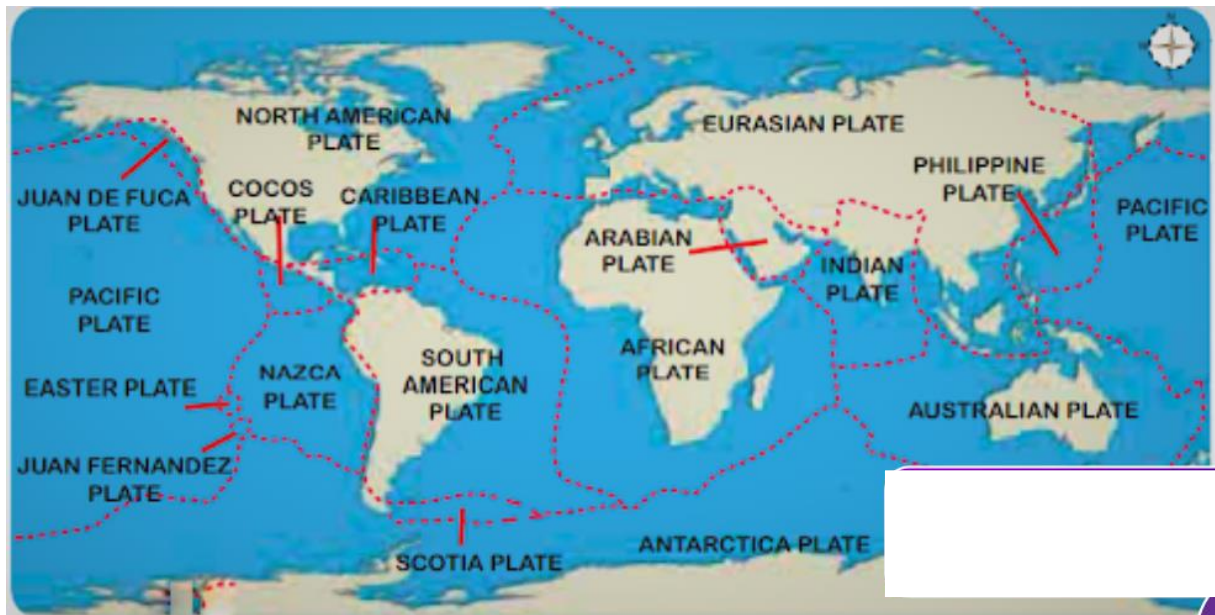 NORTH AMERICAN
PLATE
EURASIAN PLATE
JUAN DE FUCA
PLATE
COCOS
PLATE
CARIBBEAN
PLATE
PHILIPPINE
PLATE
PACIFIC
PLATE
ARABIAN
PLATE
INDIAN
PLATE
PACIFIC
PLATE
AFRICAN
PLATE
SOUTH
AMERICAN
PLATE
NAZCA
PLATE
EASTER PLATE
AUSTRALIAN PLATE
JUAN FERNANDEZ
PLATE
SCOTIA PLATE
ANTARCTICA PLATE